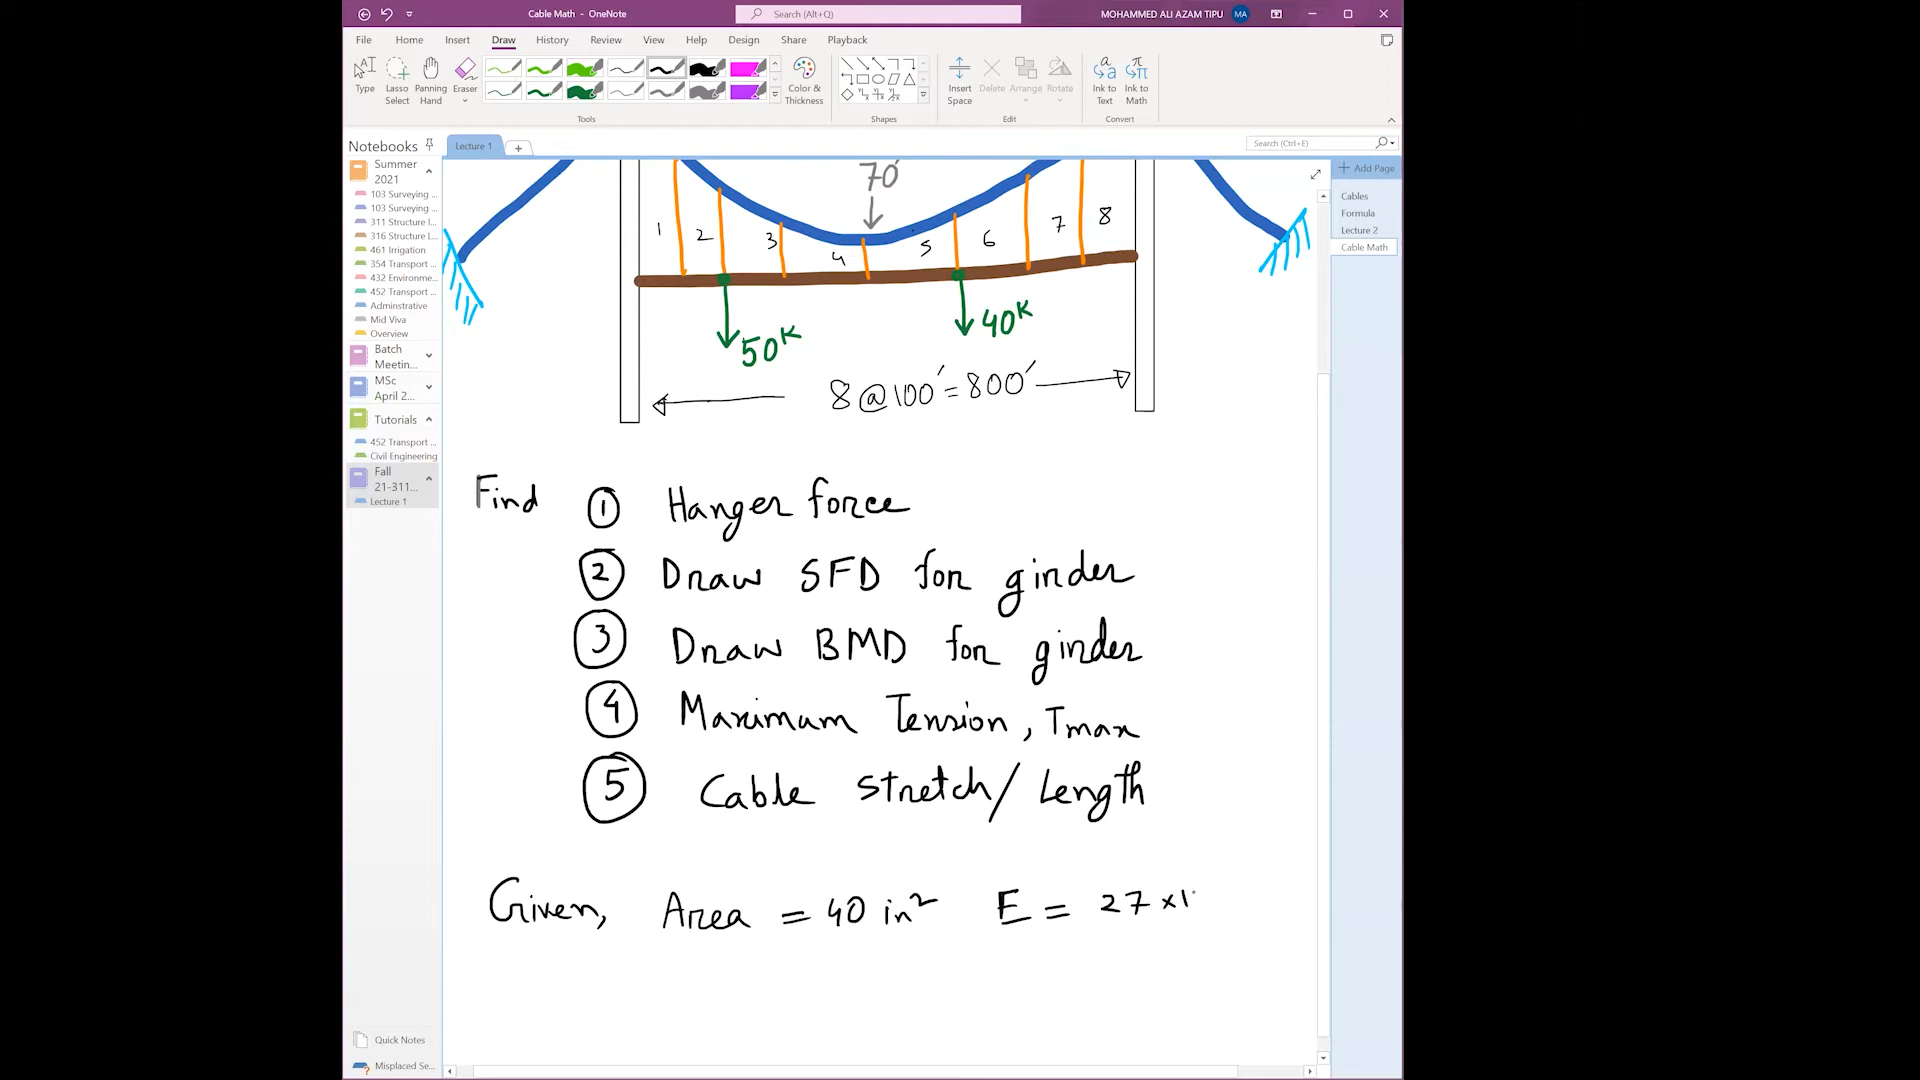 Cable Math - OneNote
Search (Alt+Q)
MOHAMMED ALI AZAM TIPU
MA
File Home Insert Draw History Review View Help Design Share Playback
Type
Lasso Select
Panning Hand
Eraser
Color & Thickness
Insert Space
Delete
Arrange
Rotate
Ink to Text
Ink to Math
Tools
Shapes
Edit
Convert
Notebooks
Lecture 1
Search (Ctrl+E)
Add Page
Cables
Formula
Lecture 2
Cable Math
Summer 2021
103 Surveying ...
103 Surveying ...
311 Structure I...
316 Structure L...
461 Irrigation
354 Transport ...
432 Environme...
452 Transport ...
Adminstrative
Mid Viva
Overview
Batch Meetin...
MSc April 2...
Tutorials
452 Transport ...
Civil Engineering
Fall 21-311...
Lecture 1
Quick Notes
Misplaced Se...
70'
1 2 3 4 5 6 7 8
50K
40K
8@100'=800'
Find ① Hanger force
② Draw SFD for girder
③ Draw BMD for girder
④ Maximum Tension, Tmax
⑤ Cable stretch/Length
Given, Area = 40 in² E = 27 ×1